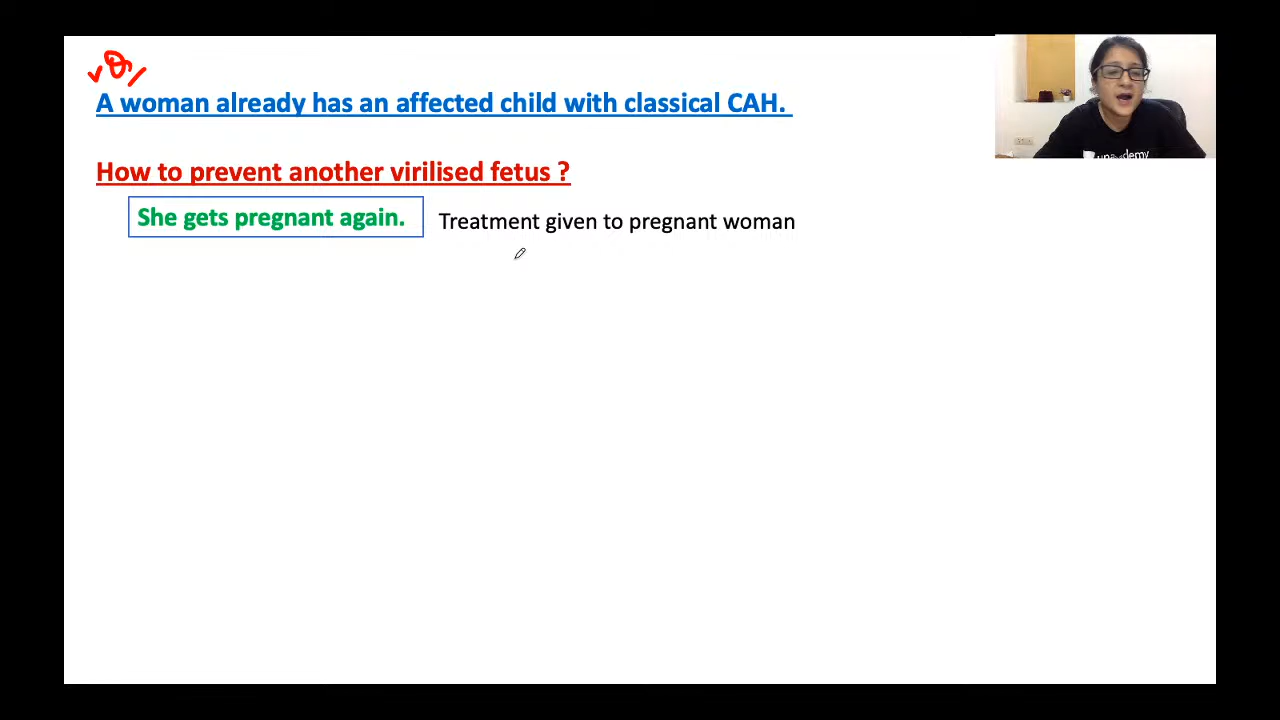 A woman already has an affected child with classical CAH.
How to prevent another virilised fetus ?
She gets pregnant again. Treatment given to pregnant woman